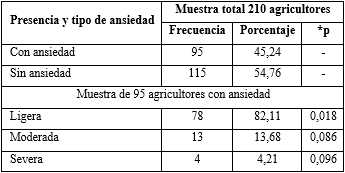 Presencia y tipo de ansiedad Muestra total 210 agricultores
Frecuencia Porcentaje *p
Con ansiedad 95 45,24 -
Sin ansiedad 115 54,76 -
Muestra de 95 agricultores con ansiedad
Ligera 78 82,11 0,018
Moderada 13 13,68 0,086
Severa 4 4,21 0,096